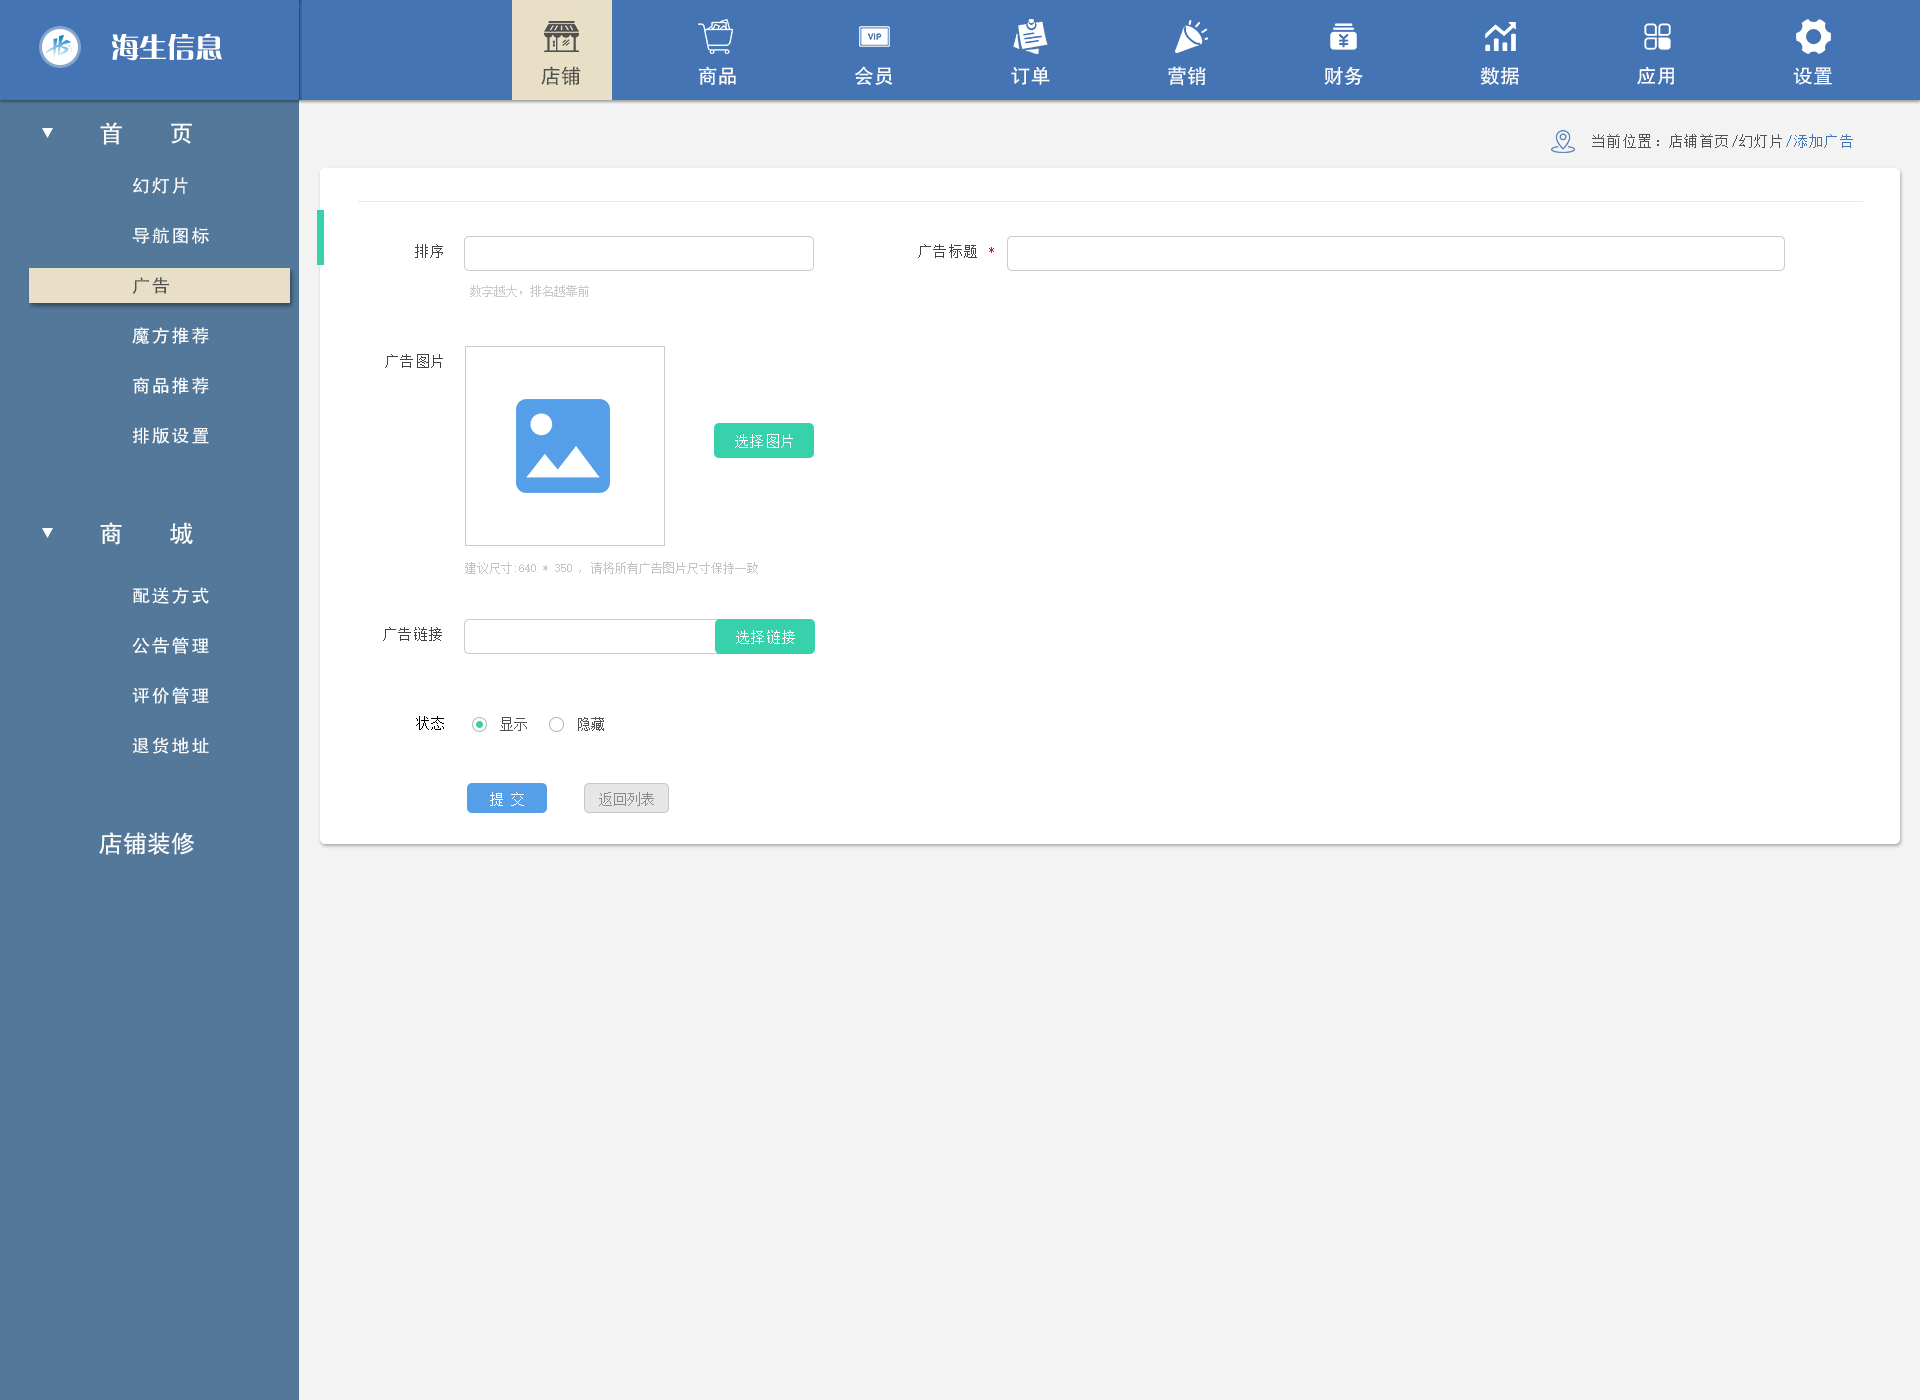 海生信息
店铺
商品
VIP
会员
订单
营销
财务
数据
应用
设置
首 页
幻灯片
导航图标
广告
魔方推荐
商品推荐
排版设置
商 城
配送方式
公告管理
评价管理
退货地址
店铺装修
当前位置：店铺首页/幻灯片/添加广告
排序
数字越大，排名越靠前
广告标题 *
广告图片
选择图片
建议尺寸:640 * 350 ，请将所有广告图片尺寸保持一致
广告链接
选择链接
状态
显示
隐藏
提 交
返回列表